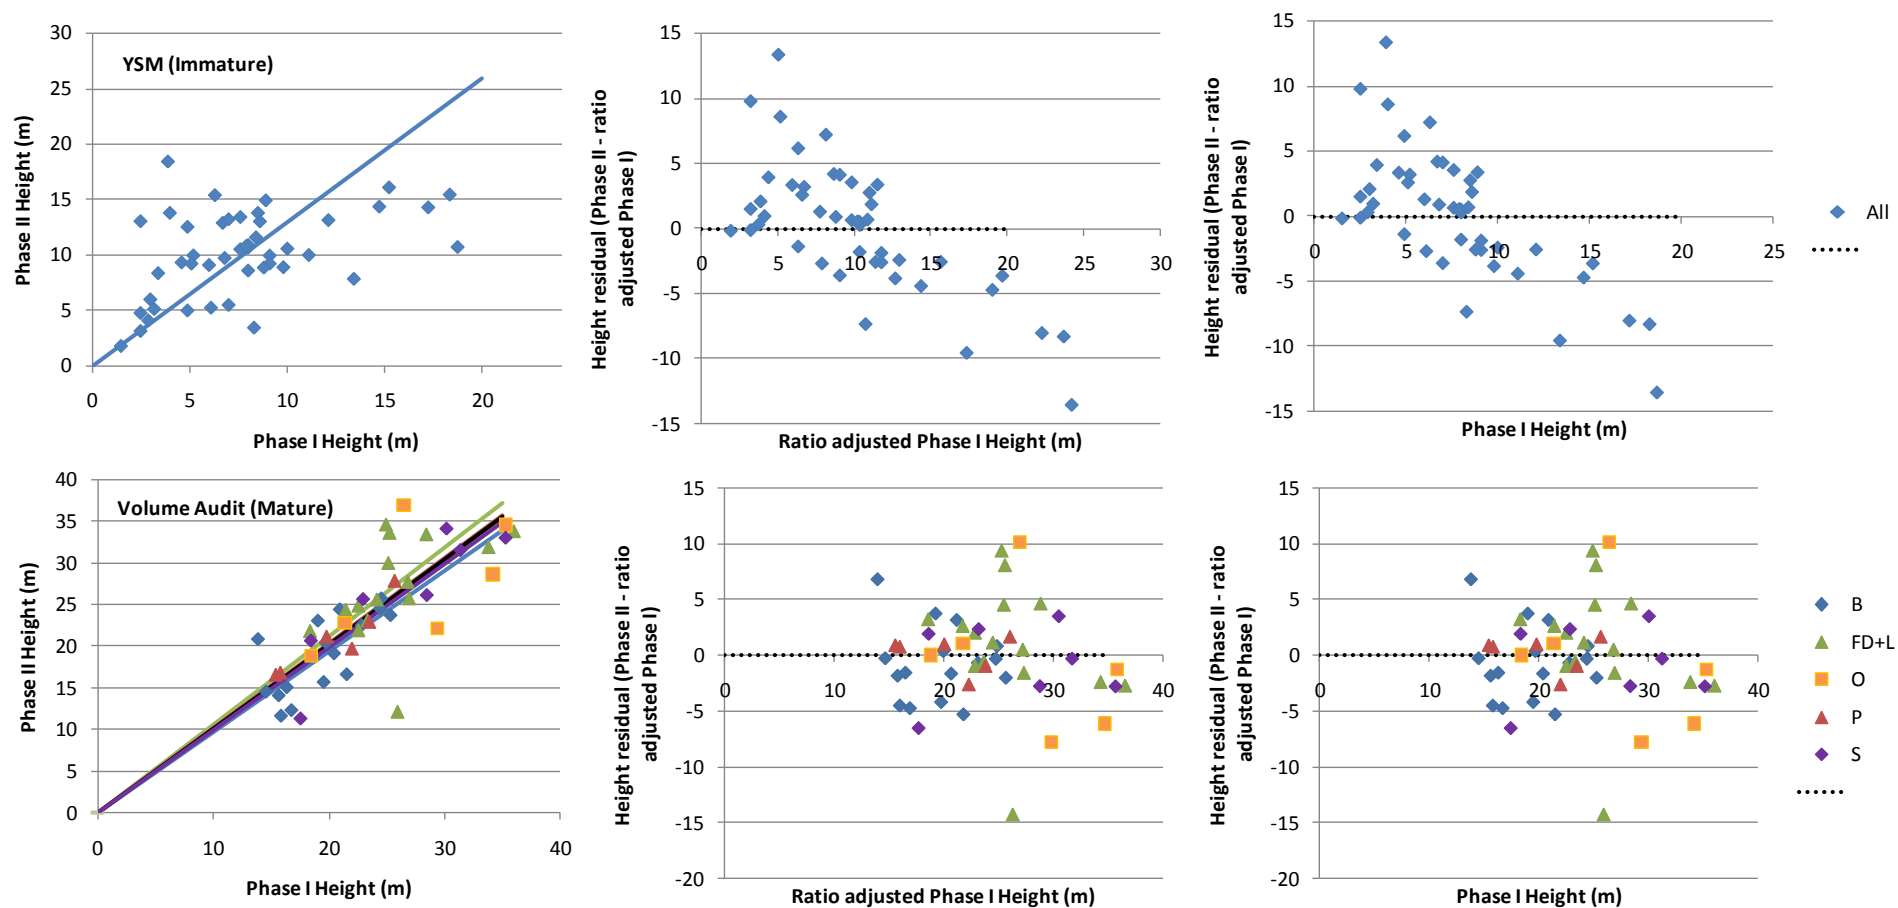 YSM (Immature)
Phase II Height (m)
30
25
20
15
10
5
0
0 5 10 15 20
Phase I Height (m)
Height residual (Phase II - ratio
adjusted Phase I)
15
10
5
0
-5
-10
-15
0 5 10 15 20 25 30
Ratio adjusted Phase I Height (m)
Height residual (Phase II - ratio
adjusted Phase I)
15
10
5
0
-5
-10
-15
0 5 10 15 20 25
Phase I Height (m)
All
Volume Audit (Mature)
Phase II Height (m)
40
35
30
25
20
15
10
5
0
0 10 20 30 40
Phase I Height (m)
Height residual (Phase II - ratio
adjusted Phase I)
15
10
5
0
-5
-10
-15
-20
0 10 20 30 40
Ratio adjusted Phase I Height (m)
Height residual (Phase II - ratio
adjusted Phase I)
15
10
5
0
-5
-10
-15
-20
0 10 20 30 40
Phase I Height (m)
B
FD+L
O
P
S